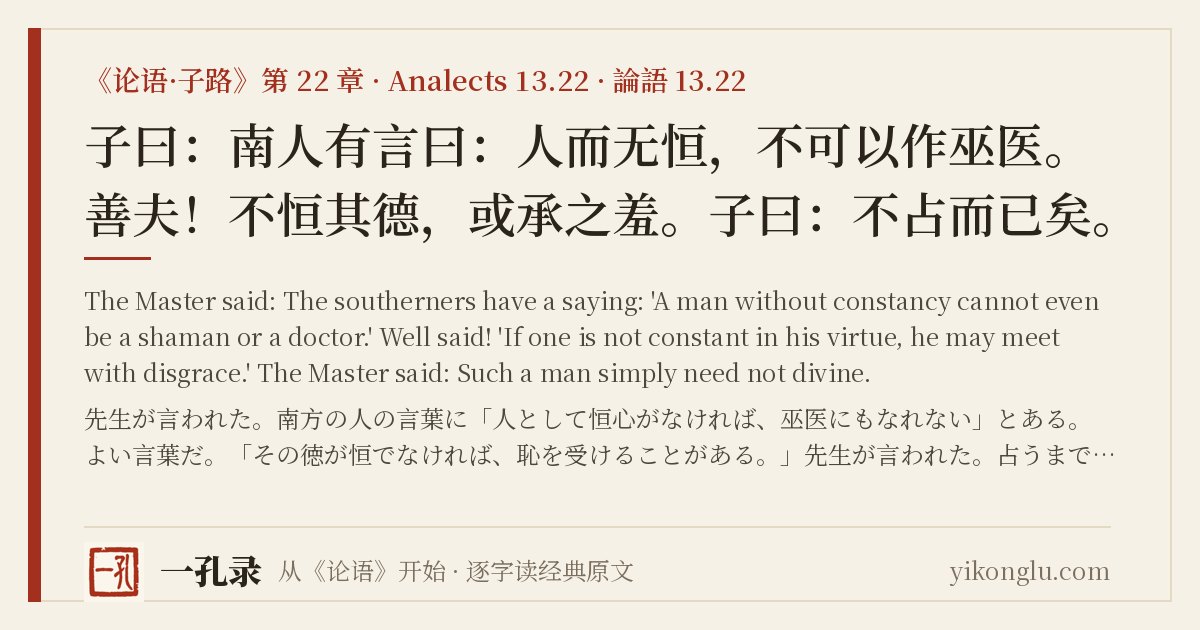 《论语·子路》第 22 章 · Analects 13.22 · 論語 13.22
子曰：南人有言曰：人而无恒，不可以作巫医。
善夫！不恒其德，或承之羞。子曰：不占而已矣。
The Master said: The southerners have a saying: 'A man without constancy cannot even
be a shaman or a doctor.' Well said! 'If one is not constant in his virtue, he may meet
with disgrace.' The Master said: Such a man simply need not divine.
先生が言われた。南方の人の言葉に「人として恒心がなければ、巫医にもなれない」とある。
よい言葉だ。「その徳が恒でなければ、恥を受けることがある。」先生が言われた。占うまで…
一孔
一孔录 从《论语》开始 · 逐字读经典原文 yikonglu.com